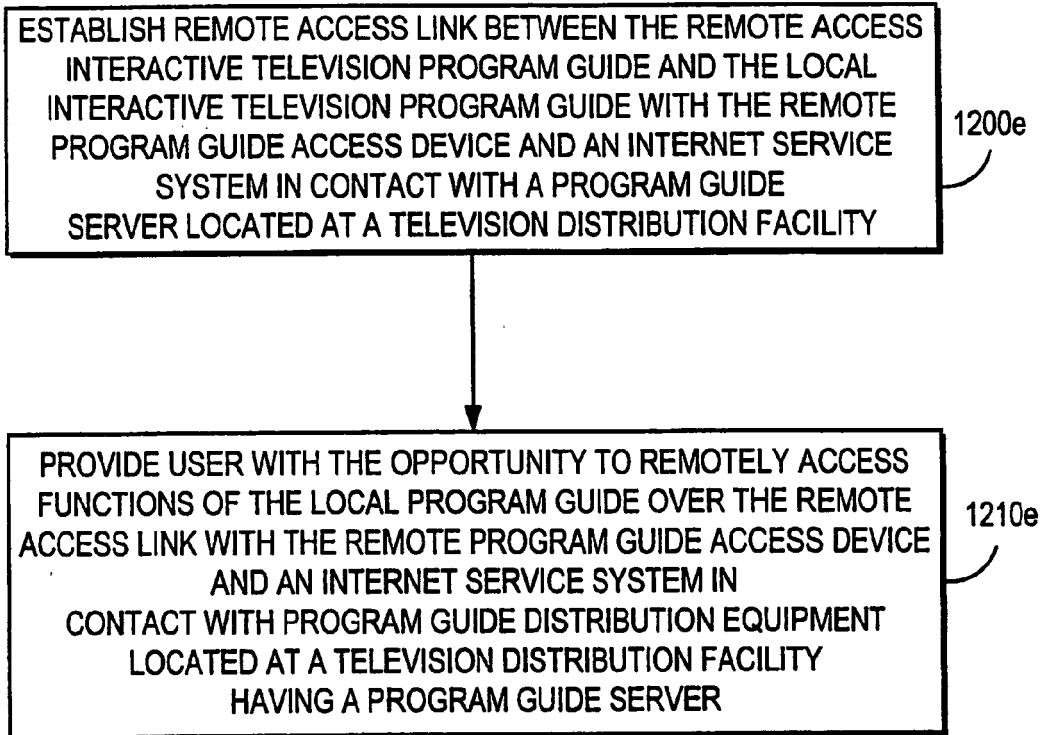 ESTABLISH REMOTE ACCESS LINK BETWEEN THE REMOTE ACCESS
INTERACTIVE TELEVISION PROGRAM GUIDE AND THE LOCAL
INTERACTIVE TELEVISION PROGRAM GUIDE WITH THE REMOTE
PROGRAM GUIDE ACCESS DEVICE AND AN INTERNET SERVICE
SYSTEM IN CONTACT WITH A PROGRAM GUIDE
SERVER LOCATED AT A TELEVISION DISTRIBUTION FACILITY
1200e
PROVIDE USER WITH THE OPPORTUNITY TO REMOTELY ACCESS
FUNCTIONS OF THE LOCAL PROGRAM GUIDE OVER THE REMOTE
ACCESS LINK WITH THE REMOTE PROGRAM GUIDE ACCESS DEVICE
AND AN INTERNET SERVICE SYSTEM IN
CONTACT WITH PROGRAM GUIDE DISTRIBUTION EQUIPMENT
LOCATED AT A TELEVISION DISTRIBUTION FACILITY
HAVING A PROGRAM GUIDE SERVER
1210e